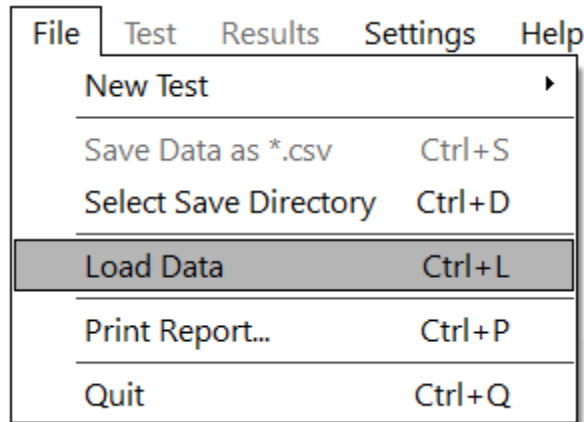 File Test Results Settings Help
New Test
Save Data as *.csv Ctrl+S
Select Save Directory Ctrl+D
Load Data Ctrl+L
Print Report... Ctrl+P
Quit Ctrl+Q